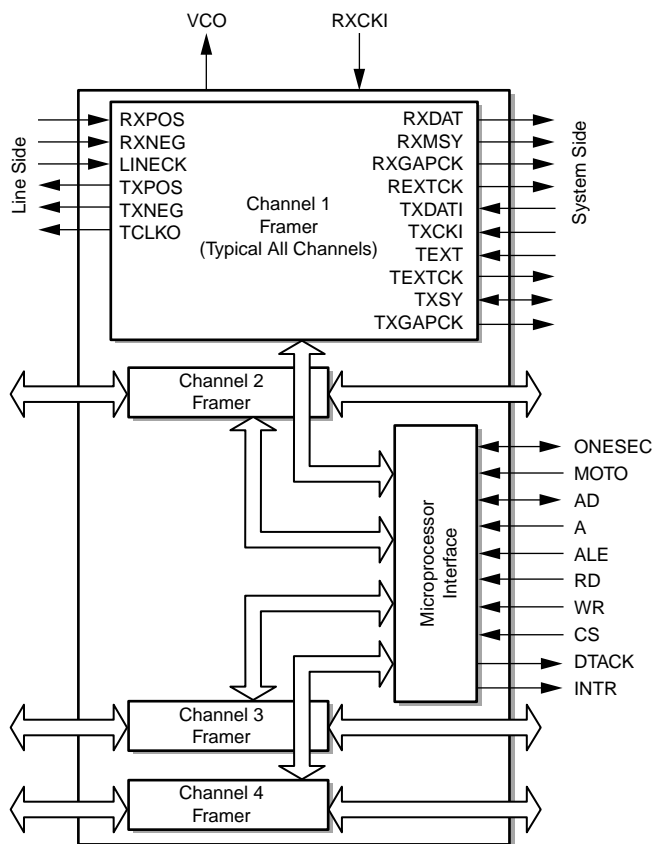 VCO
RXCKI
Line Side
RXPOS
RXNEG
LINECK
TXPOS
TXNEG
TCLKO
Channel 1
Framer
(Typical All Channels)
RXDAT
RXMSY
RXGAPCK
REXTCK
TXDATI
TXCKI
TEXT
TEXTCK
TXSY
TXGAPCK
System Side
Channel 2
Framer
Microprocessor
Interface
ONESEC
MOTO
AD
A
ALE
RD
WR
CS
DTACK
INTR
Channel 3
Framer
Channel 4
Framer